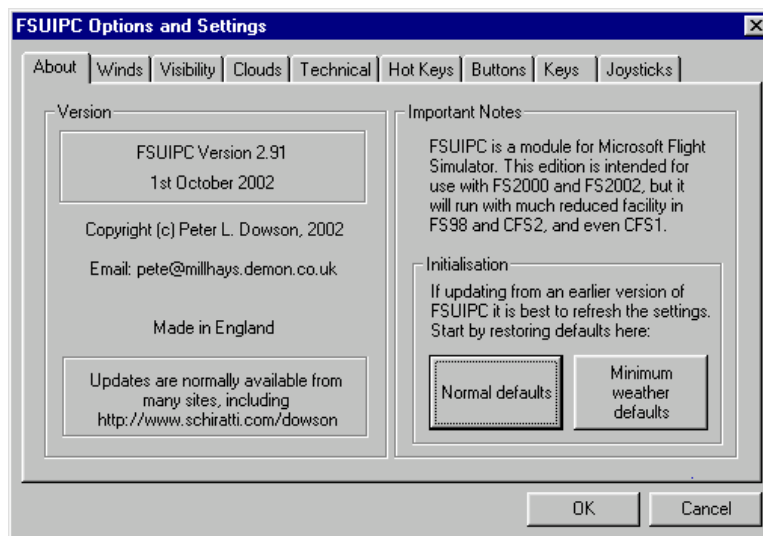 FSUIPC Options and Settings
About
Winds
Visibility
Clouds
Technical
Hot Keys
Buttons
Keys
Joysticks
Version
FSUIPC Version 2.91
1st October 2002
Copyright (c) Peter L. Dowson, 2002
Email: pete@millhays.demon.co.uk
Made in England
Updates are normally available from
many sites, including
http://www.schiratti.com/dowson
Important Notes
FSUIPC is a module for Microsoft Flight
Simulator. This edition is intended for
use with FS2000 and FS2002, but it
will run with much reduced facility in
FS98 and CFS2, and even CFS1.
Initialisation
If updating from an earlier version of
FSUIPC it is best to refresh the settings.
Start by restoring defaults here:
Normal defaults
Minimum
weather
defaults
OK
Cancel